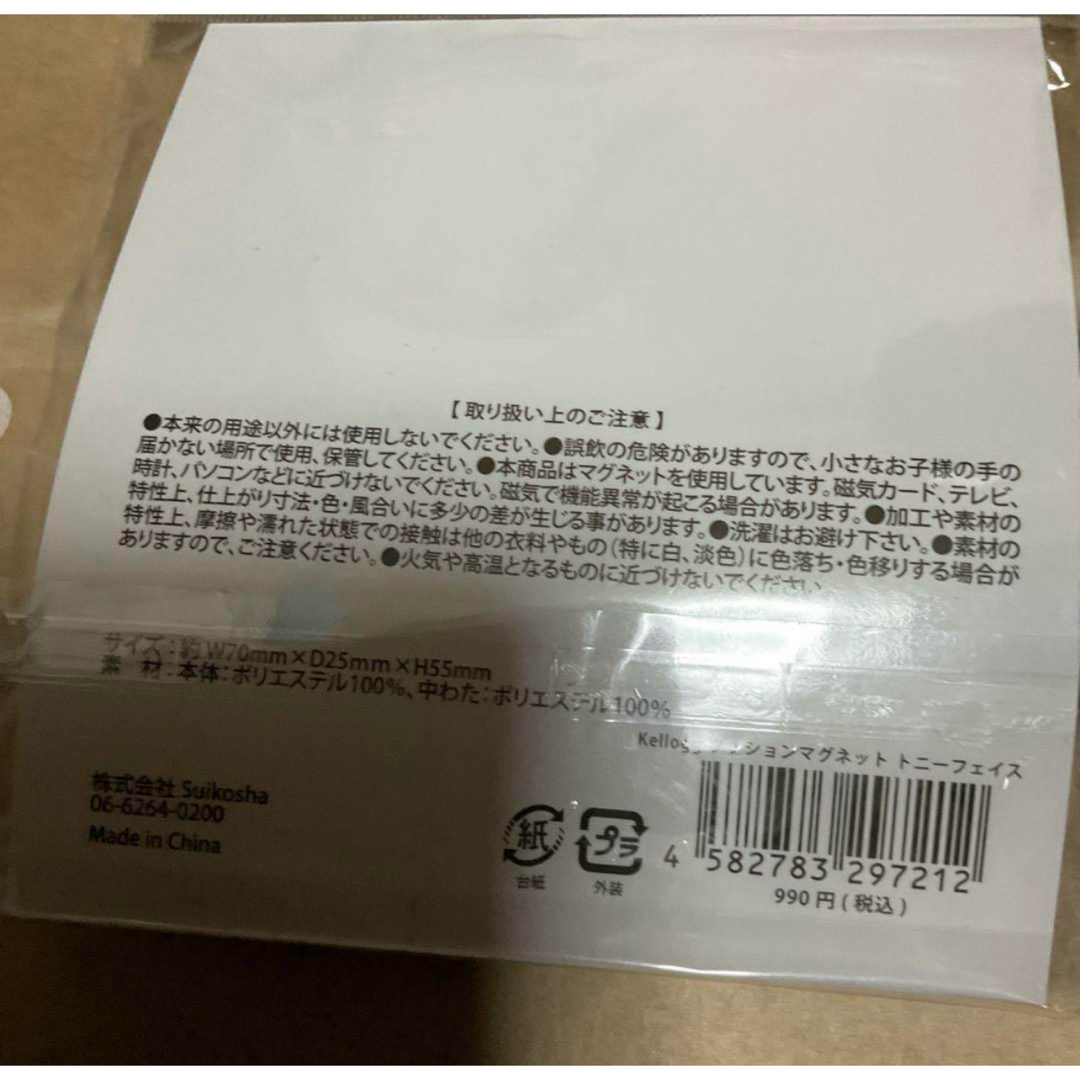 【取り扱い上のご注意】
●本来の用途以外には使用しないでください。●誤飲の危険がありますので、小さなお子様の手の
届かない場所で使用、保管してください。●本商品はマグネットを使用しています。磁気カード、テレビ、
時計、パソコンなどに近づけないでください。磁気で機能異常が起こる場合があります。●加工や素材の
特性上、仕上がり寸法・色・風合いに多少の差が生じる事があります。●洗濯はお避け下さい。●素材の
特性上、摩擦や濡れた状態での接触は他の衣料やもの(特に白、淡色)に色落ち・色移りする場合が
ありますので、ご注意ください。●火気や高温となるものに近づけないでください
サイズ:約 W70mm×D25mm×H55mm
素 材:本体:ポリエステル100%、中わた:ポリエステル100%
Kellogg ションマグネット トニーフェイス
株式会社 Suikosha
06-6264-0200
Made in China
紙
台紙
プラ
外装
4 582783 297212
990円(税込)